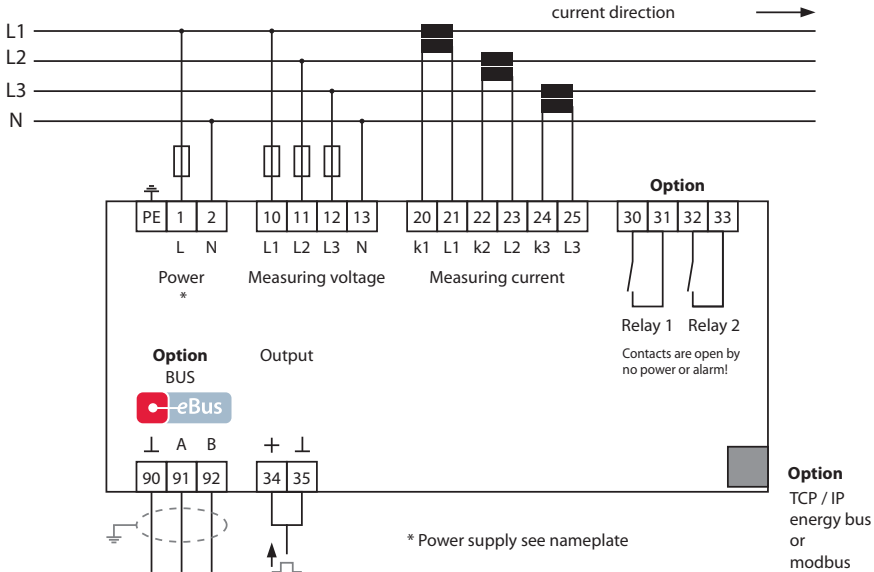 current direction
L1
L2
L3
N
Option
PE 1 2 10 11 12 13 20 21 22 23 24 25 30 31 32 33
L N L1 L2 L3 N k1 L1 k2 L2 k3 L3
Power Measuring voltage Measuring current
*
Relay 1 Relay 2
Contacts are open by
no power or alarm!
Option Output
BUS
eBus
⊥ A B + ⊥
90 91 92 34 35
Option
TCP / IP
energy bus
or
modbus
* Power supply see nameplate